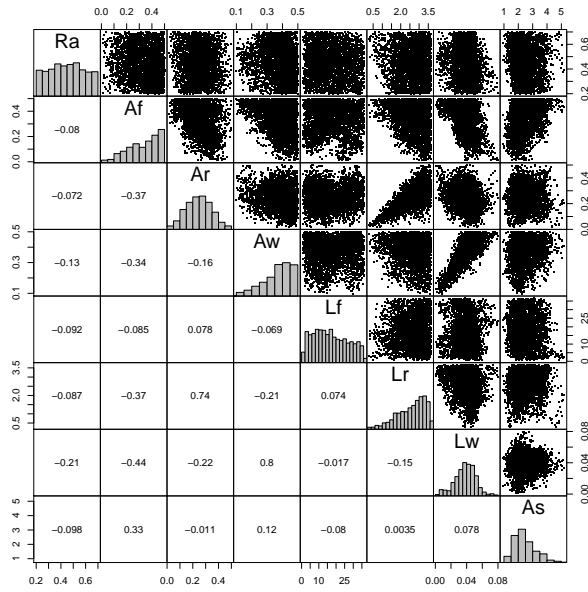 0.0 0.2 0.4 0.1 0.3 0.5 0.5 2.0 3.5 1 2 3 4 5
Ra 0.2 0.4 0.6
0.0 0.2 0.4 −0.08 Af
−0.072 −0.37 Ar 0.0 0.2 0.4
0.1 0.3 0.5 −0.13 −0.34 −0.16 Aw
−0.092 −0.085 0.078 −0.069 Lf 0 10 25
0.5 2.0 3.5 −0.087 −0.37 0.74 −0.21 0.074 Lr
−0.21 −0.44 −0.22 0.8 −0.017 −0.15 Lw 0.00 0.04 0.08
1 2 3 4 5 −0.098 0.33 −0.011 0.12 −0.08 0.0035 0.078 As
0.2 0.4 0.6 0.0 0.2 0.4 0 10 25 0.00 0.04 0.08